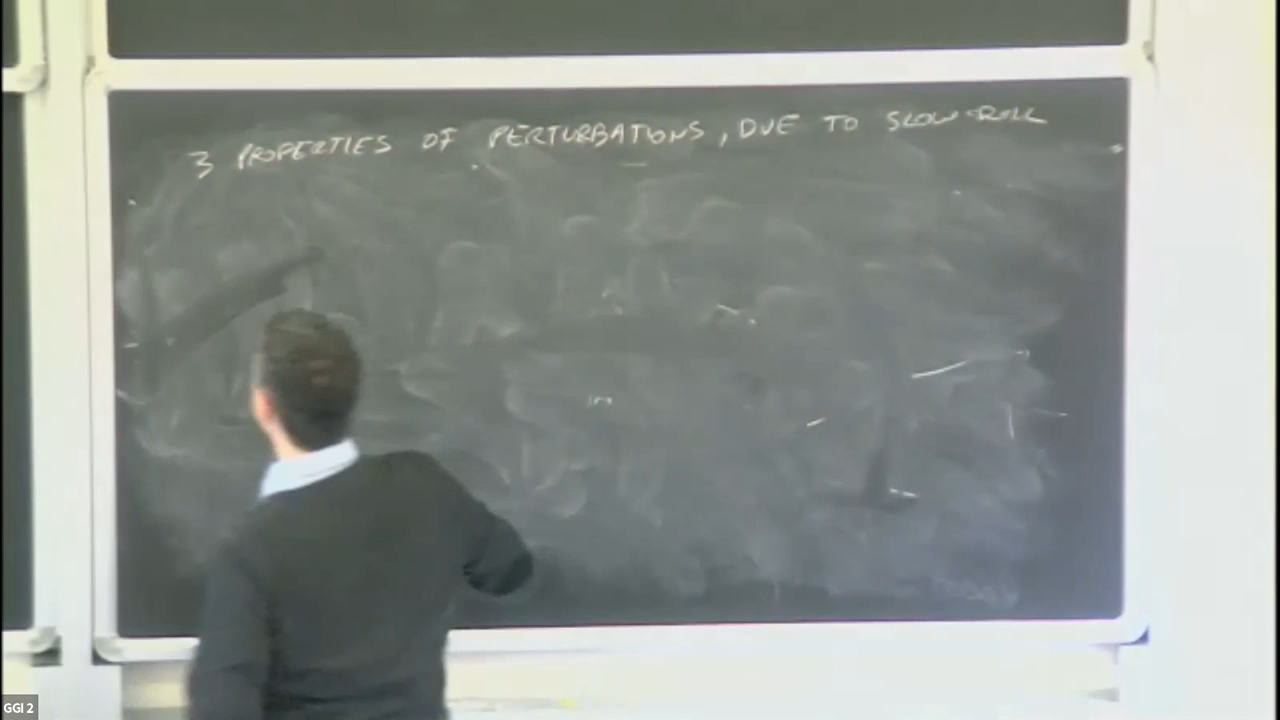 3 PROPERTIES OF PERTURBATIONS, DUE TO SLOW-ROLL
GGI 2